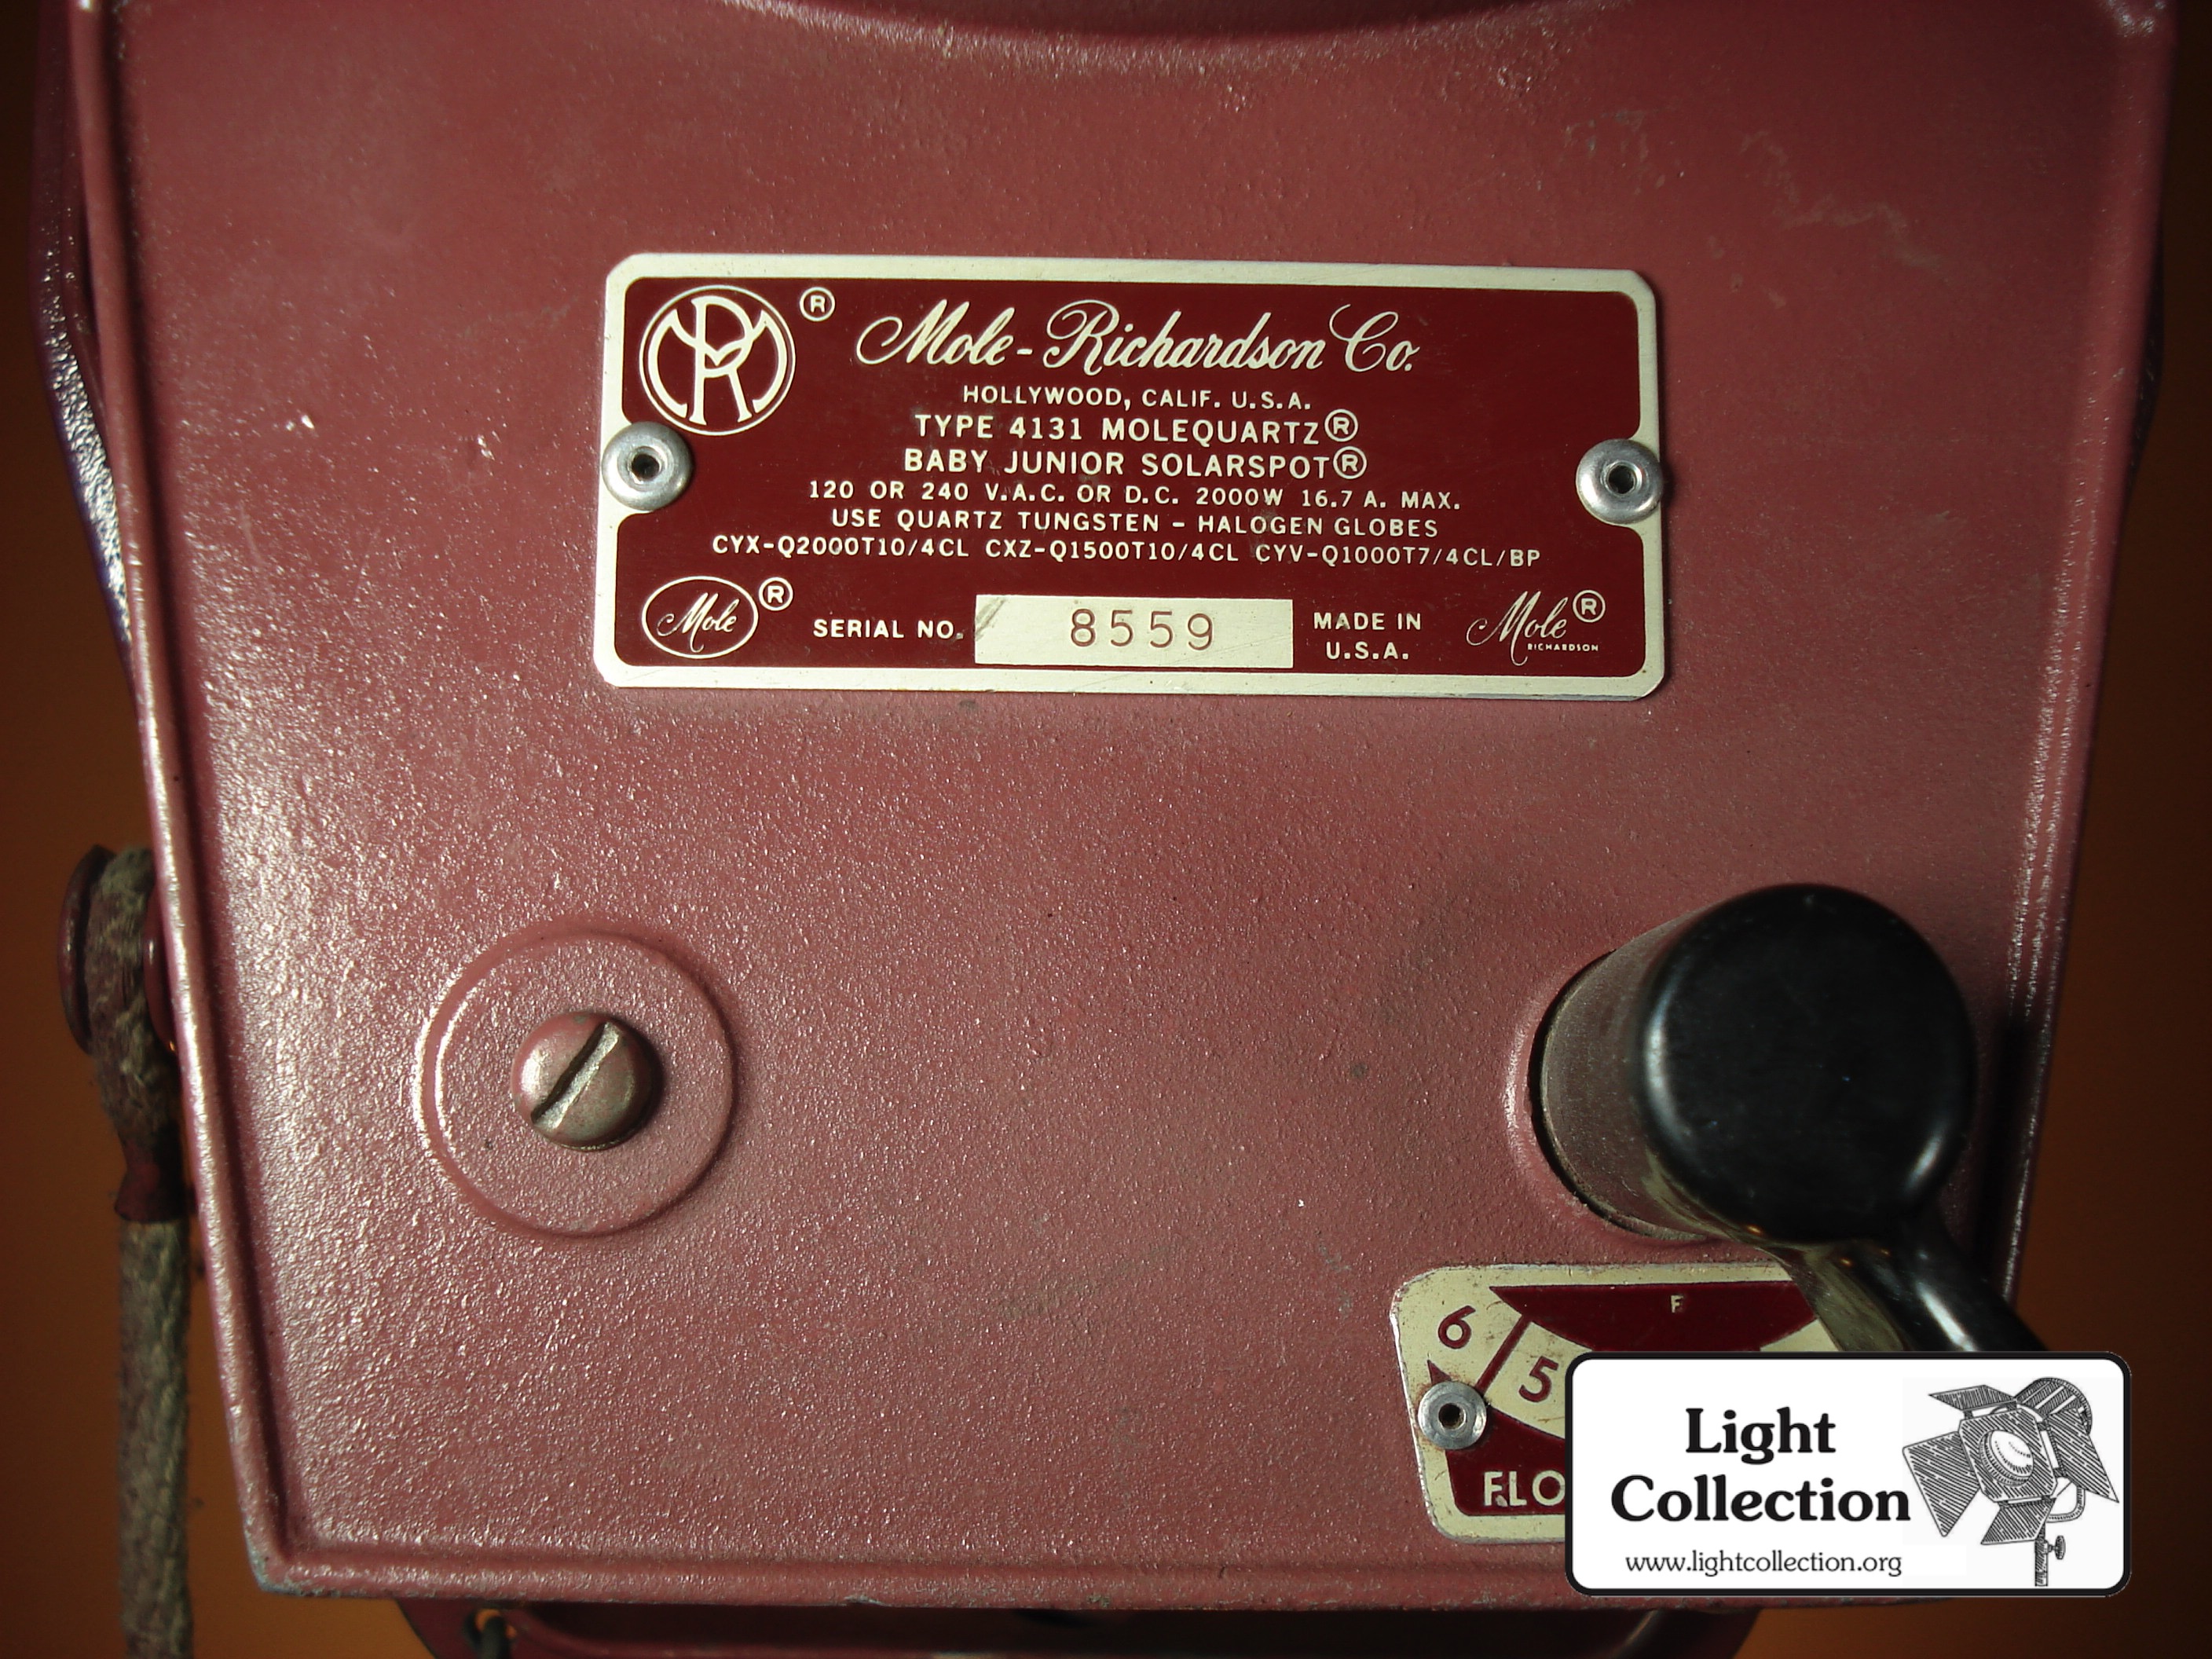 MR ®
Mole-Richardson Co.
HOLLYWOOD, CALIF. U.S.A.
TYPE 4131 MOLEQUARTZ®
BABY JUNIOR SOLARSPOT®
120 OR 240 V.A.C. OR D.C. 2000W 16.7 A. MAX.
USE QUARTZ TUNGSTEN - HALOGEN GLOBES
CYX-Q2000T10/4CL CXZ-Q1500T10/4CL CYV-Q1000T7/4CL/BP
Mole ® SERIAL NO. 8559 MADE IN U.S.A. Mole ® RICHARDSON
6 5
FLO
Light
Collection
www.lightcollection.org